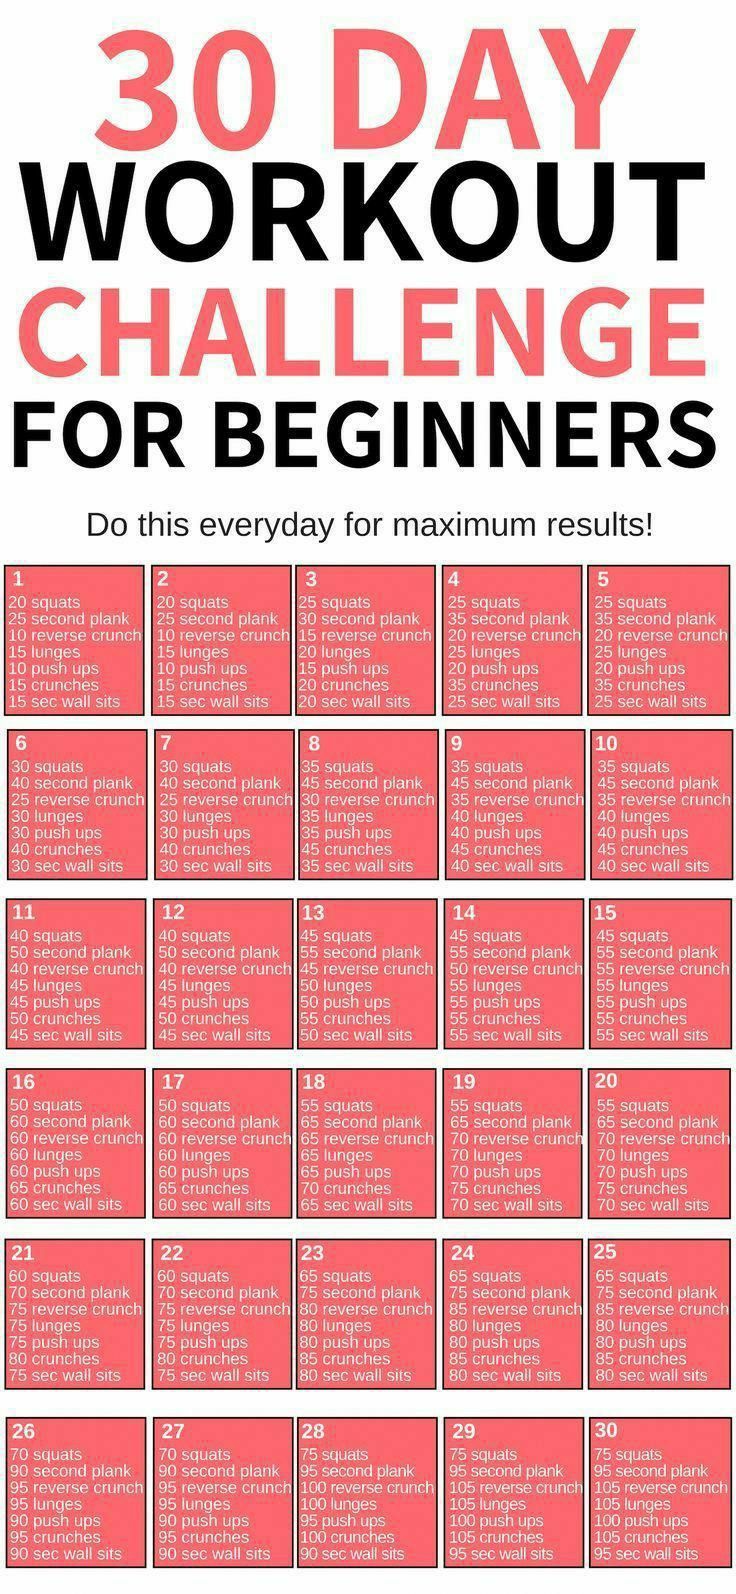 30 DAY
WORKOUT
CHALLENGE
FOR BEGINNERS
Do this everyday for maximum results!
1
20 squats
25 second plank
10 reverse crunch
15 lunges
10 push ups
15 crunches
15 sec wall sits
2
20 squats
25 second plank
10 reverse crunch
15 lunges
10 push ups
15 crunches
15 sec wall sits
3
25 squats
30 second plank
15 reverse crunch
20 lunges
15 push ups
20 crunches
20 sec wall sits
4
25 squats
35 second plank
20 reverse crunch
25 lunges
20 push ups
35 crunches
25 sec wall sits
5
25 squats
35 second plank
20 reverse crunch
25 lunges
20 push ups
35 crunches
25 sec wall sits
6
30 squats
40 second plank
25 reverse crunch
30 lunges
30 push ups
40 crunches
30 sec wall sits
7
30 squats
40 second plank
25 reverse crunch
30 lunges
30 push ups
40 crunches
30 sec wall sits
8
35 squats
45 second plank
30 reverse crunch
35 lunges
35 push ups
45 crunches
35 sec wall sits
9
35 squats
45 second plank
35 reverse crunch
40 lunges
40 push ups
45 crunches
40 sec wall sits
10
35 squats
45 second plank
35 reverse crunch
40 lunges
40 push ups
45 crunches
40 sec wall sits
11
40 squats
50 second plank
40 reverse crunch
45 lunges
45 push ups
50 crunches
45 sec wall sits
12
40 squats
50 second plank
40 reverse crunch
45 lunges
45 push ups
50 crunches
45 sec wall sits
13
45 squats
55 second plank
45 reverse crunch
50 lunges
50 push ups
55 crunches
50 sec wall sits
14
45 squats
55 second plank
50 reverse crunch
55 lunges
55 push ups
55 crunches
55 sec wall sits
15
45 squats
55 second plank
55 reverse crunch
55 lunges
55 push ups
55 crunches
55 sec wall sits
16
50 squats
60 second plank
60 reverse crunch
60 lunges
60 push ups
65 crunches
60 sec wall sits
17
50 squats
60 second plank
60 reverse crunch
60 lunges
60 push ups
65 crunches
60 sec wall sits
18
55 squats
65 second plank
65 reverse crunch
65 lunges
65 push ups
70 crunches
65 sec wall sits
19
55 squats
65 second plank
70 reverse crunch
70 lunges
70 push ups
75 crunches
70 sec wall sits
20
55 squats
65 second plank
70 reverse crunch
70 lunges
70 push ups
75 crunches
70 sec wall sits
21
60 squats
70 second plank
75 reverse crunch
75 lunges
75 push ups
80 crunches
75 sec wall sits
22
60 squats
70 second plank
75 reverse crunch
75 lunges
75 push ups
80 crunches
75 sec wall sits
23
65 squats
75 second plank
80 reverse crunch
80 lunges
80 push ups
85 crunches
80 sec wall sits
24
65 squats
75 second plank
85 reverse crunch
80 lunges
80 push ups
85 crunches
80 sec wall sits
25
65 squats
75 second plank
85 reverse crunch
80 lunges
80 push ups
85 crunches
80 sec wall sits
26
70 squats
90 second plank
95 reverse crunch
95 lunges
90 push ups
95 crunches
90 sec wall sits
27
70 squats
90 second plank
95 reverse crunch
95 lunges
90 push ups
95 crunches
90 sec wall sits
28
75 squats
95 second plank
100 reverse crunch
100 lunges
95 push ups
100 crunches
90 sec wall sits
29
75 squats
95 second plank
105 reverse crunch
105 lunges
100 push ups
105 crunches
95 sec wall sits
30
75 squats
95 second plank
105 reverse crunch
105 lunges
100 push ups
105 crunches
95 sec wall sits